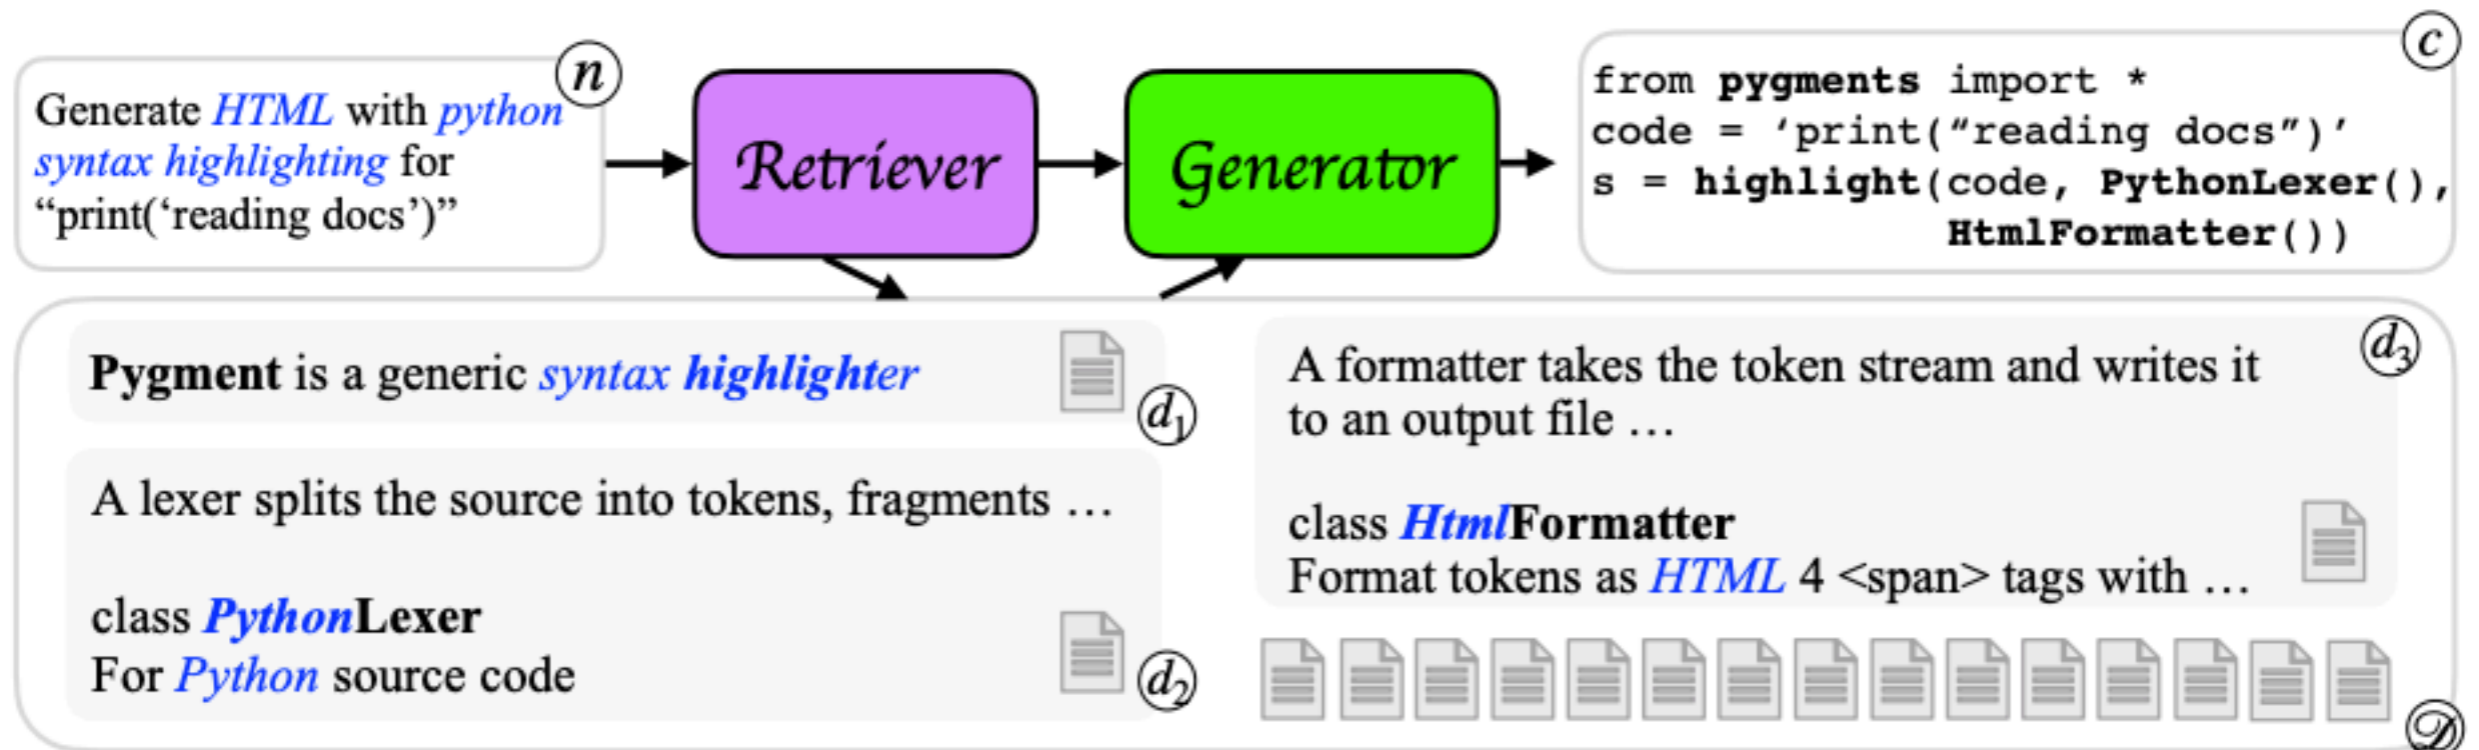 n
Generate HTML with python
syntax highlighting for
“print(‘reading docs’)”
Retriever
Generator
c
from pygments import *
code = ‘print(“reading docs”)’
s = highlight(code, PythonLexer(),
HtmlFormatter())
Pygment is a generic syntax highlighter
d1
A lexer splits the source into tokens, fragments …
class PythonLexer
For Python source code
d2
d3
A formatter takes the token stream and writes it
to an output file …
class HtmlFormatter
Format tokens as HTML 4 <span> tags with …
𝒟